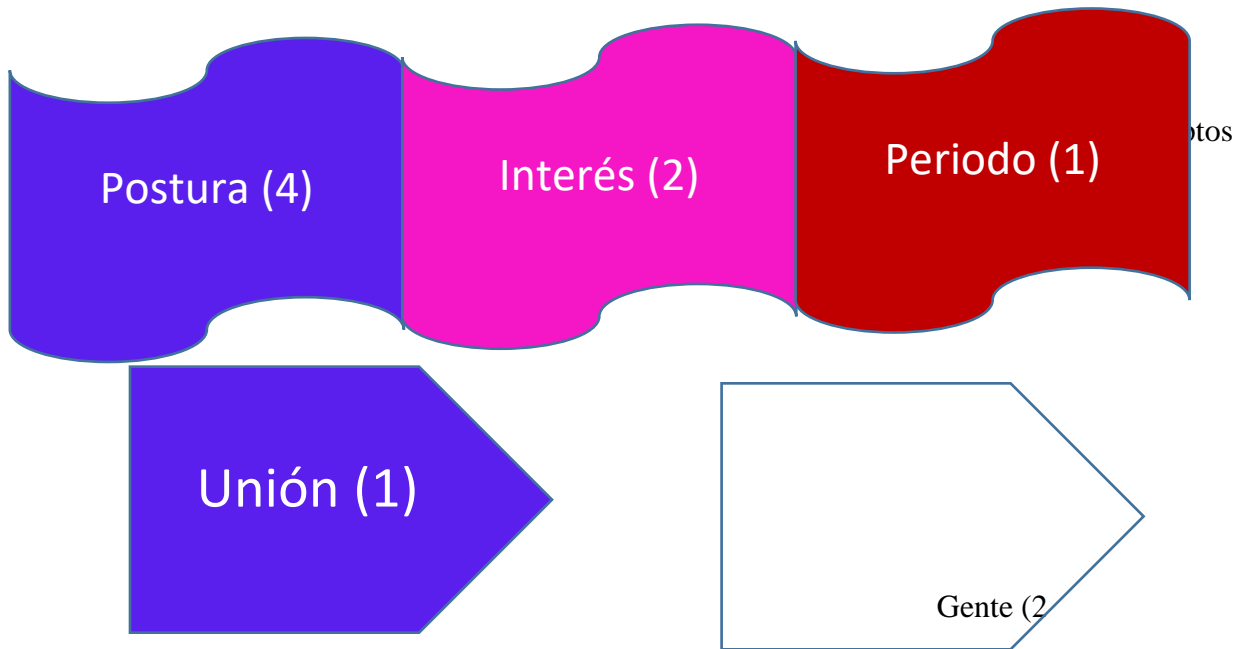 Postura (4)
Interés (2)
Periodo (1)
Unión (1)
Gente (2